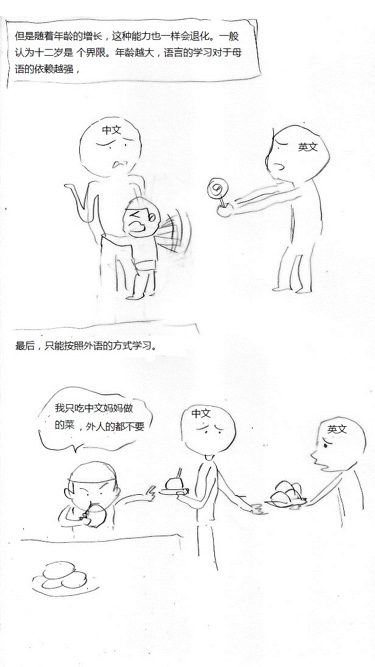 但是随着年龄的增长，这种能力也一样会退化。一般
认为十二岁是 个界限。年龄越大，语言的学习对于母
语的依赖越强，
中文
英文
最后，只能按照外语的方式学习。
我只吃中文妈妈做
的菜，外人的都不要
中文
英文